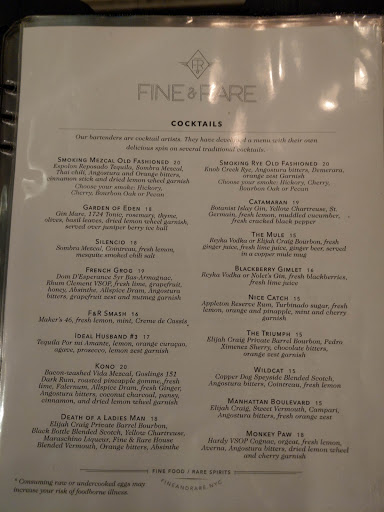 FR
FINE & RARE
COCKTAILS
Our bartenders are cocktail artists. They have developed a menu with their own
delicious spin on several traditional cocktails.
SMOKING MEZCAL OLD FASHIONED 20
Espolon Reposado Tequila, Sombra Mezcal,
Thai chili, Angostura and Orange bitters,
cinnamon stick and dried lemon wheel garnish
Choose your smoke: Hickory,
Cherry, Bourbon Oak or Pecan
GARDEN OF EDEN 18
Gin Mare, 1724 Tonic, rosemary, thyme,
olives, basil leaves, dried lemon wheel garnish,
served over juniper berry ice ball
SILENCIO 16
Sombra Mezcal, Cointreau, fresh lemon,
mesquite smoked chili salt
FRENCH GROG 19
Dom D'Esperance 5yr Bas-Armagnac,
Rhum Clement VSOP, fresh lime, grapefruit,
honey, Absinthe, Allspice Dram, Angostura
bitters, grapefruit zest and nutmeg garnish
F&R SMASH 16
Maker's 46, fresh lemon, mint, Creme de Cassis
IDEAL HUSBAND #3 17
Tequila Por mi Amante, lemon, orange curaçao,
agave, prosecco, lemon zest garnish
KONO 20
Bacon-washed Vida Mezcal, Goslings 151
Dark Rum, roasted pineapple gomme, fresh
lime, Falernum, Allspice Dram, fresh Ginger,
Angostura bitters, coconut charcoal, pansy,
cinnamon, and dried lemon wheel garnish
DEATH OF A LADIES MAN 18
Elijah Craig Private Barrel Bourbon,
Black Bottle Blended Scotch, Yellow Chartreuse,
Maraschino Liqueur, Fine & Rare House
Blended Vermouth, Orange bitters, Absinthe
SMOKING RYE OLD FASHIONED 20
Knob Creek Rye, Angostura bitters, Demerara,
orange zest Garnish
Choose your smoke: Hickory, Cherry,
Bourbon Oak or Pecan
CATAMARAN 19
Botanist Islay Gin, Yellow Chartreuse, St.
Germain, fresh lemon, muddled cucumber,
fresh cracked black pepper
THE MULE 15
Reyka Vodka or Elijah Craig Bourbon, fresh
ginger juice, fresh lime juice, ginger beer, served
in a copper mule mug
BLACKBERRY GIMLET 16
Reyka Vodka or Nolet's Gin, fresh blackberries,
fresh lime juice
NICE CATCH 15
Appleton Reserve Rum, Turbinado sugar, fresh
lemon, orange and pineapple, mint and cherry
garnish
THE TRIUMPH 15
Elijah Craig Private Barrel Bourbon, Pedro
Ximenez Sherry, chocolate bitters,
orange zest garnish
WILDCAT 15
Copper Dog Speyside Blended Scotch,
Angostura bitters, Cointreau, fresh lemon
MANHATTAN BOULEVARD 15
Elijah Craig, Sweet Vermouth, Campari,
Angostura bitters, fresh orange zest
MONKEY PAW 18
Hardy VSOP Cognac, orgeat, fresh lemon,
Averna, Angostura bitters, dried lemon wheel
and cherry garnish
FINE FOOD / RARE SPIRITS
FINEANDRARE.NYC
* Consuming rare or undercooked eggs may
increase your risk of foodborne illness.